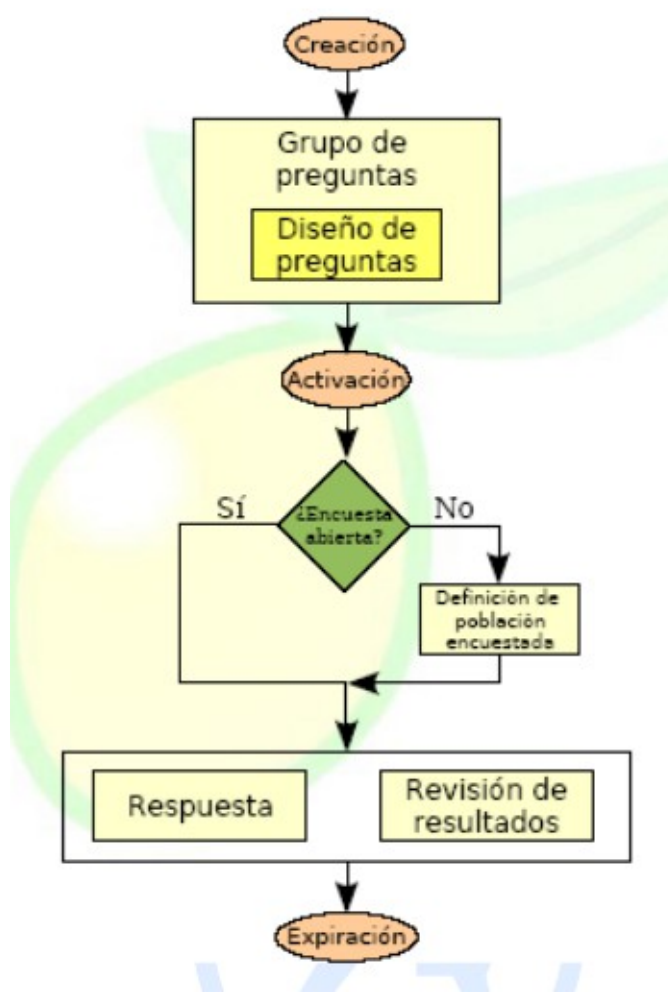 Creación
Grupo de
preguntas
Diseño de
preguntas
Activación
Sí
¿Encuesta
abierta?
No
Definición de
población
encuestada
Respuesta
Revisión de
resultados
Expiración